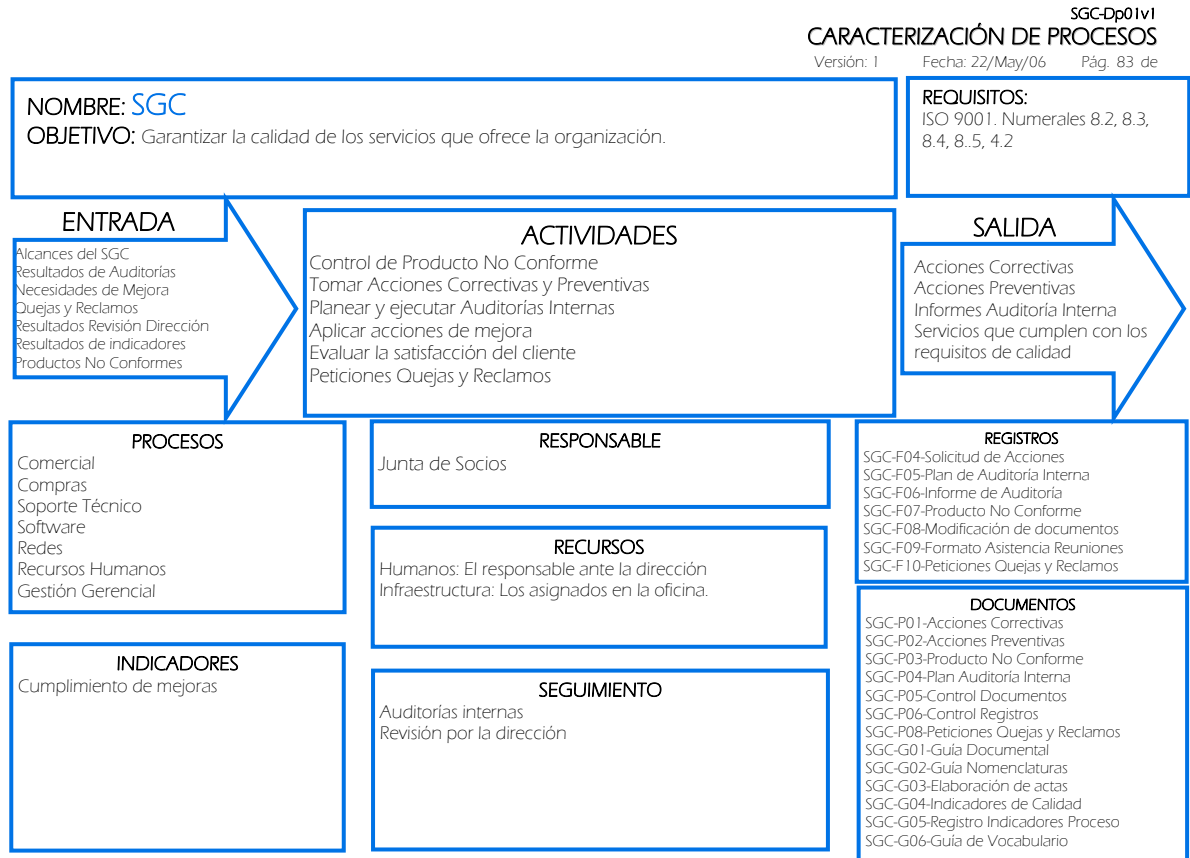 SGC-Dp01v1
CARACTERIZACIÓN DE PROCESOS
Versión: 1 Fecha: 22/May/06 Pág. 83 de
NOMBRE: SGC
OBJETIVO: Garantizar la calidad de los servicios que ofrece la organización.
REQUISITOS:
ISO 9001. Numerales 8.2, 8.3,
8.4, 8..5, 4.2
ENTRADA
Alcances del SGC
Resultados de Auditorías
Necesidades de Mejora
Quejas y Reclamos
Resultados Revisión Dirección
Resultados de indicadores
Productos No Conformes
ACTIVIDADES
Control de Producto No Conforme
Tomar Acciones Correctivas y Preventivas
Planear y ejecutar Auditorías Internas
Aplicar acciones de mejora
Evaluar la satisfacción del cliente
Peticiones Quejas y Reclamos
SALIDA
Acciones Correctivas
Acciones Preventivas
Informes Auditoría Interna
Servicios que cumplen con los
requisitos de calidad
PROCESOS
Comercial
Compras
Soporte Técnico
Software
Redes
Recursos Humanos
Gestión Gerencial
RESPONSABLE
Junta de Socios
REGISTROS
SGC-F04-Solicitud de Acciones
SGC-F05-Plan de Auditoría Interna
SGC-F06-Informe de Auditoría
SGC-F07-Producto No Conforme
SGC-F08-Modificación de documentos
SGC-F09-Formato Asistencia Reuniones
SGC-F10-Peticiones Quejas y Reclamos
RECURSOS
Humanos: El responsable ante la dirección
Infraestructura: Los asignados en la oficina.
INDICADORES
Cumplimiento de mejoras
SEGUIMIENTO
Auditorías internas
Revisión por la dirección
DOCUMENTOS
SGC-P01-Acciones Correctivas
SGC-P02-Acciones Preventivas
SGC-P03-Producto No Conforme
SGC-P04-Plan Auditoría Interna
SGC-P05-Control Documentos
SGC-P06-Control Registros
SGC-P08-Peticiones Quejas y Reclamos
SGC-G01-Guía Documental
SGC-G02-Guía Nomenclaturas
SGC-G03-Elaboración de actas
SGC-G04-Indicadores de Calidad
SGC-G05-Registro Indicadores Proceso
SGC-G06-Guía de Vocabulario